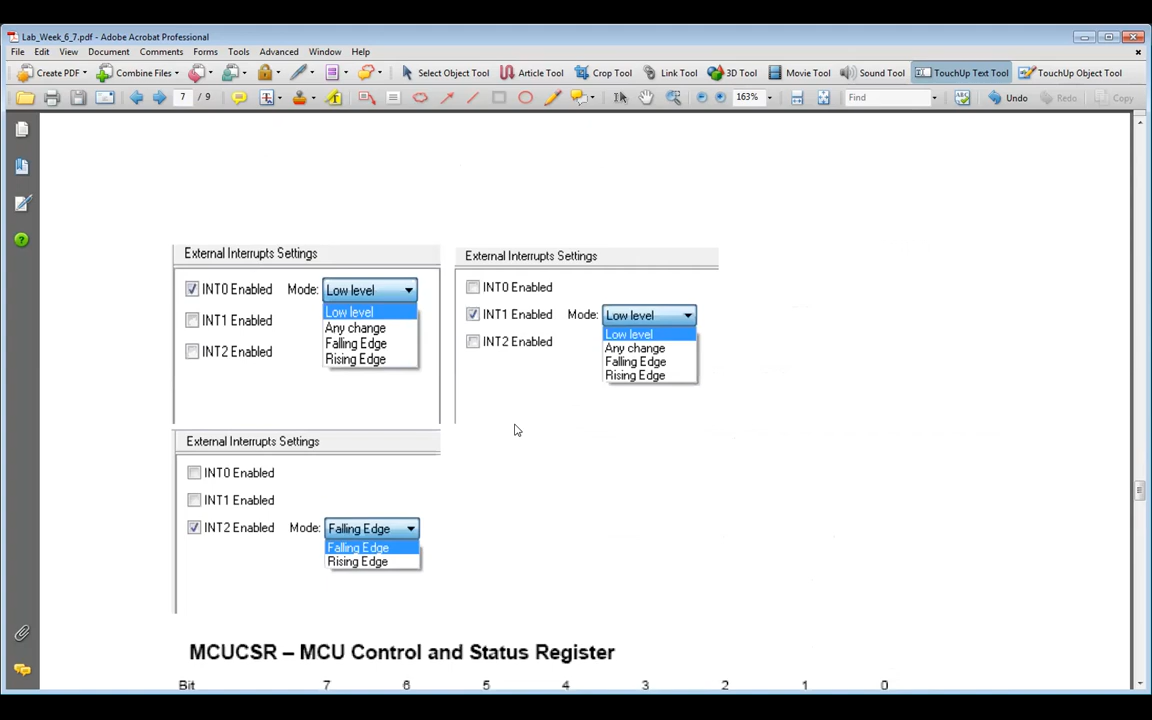 Lab_Week_6_7.pdf - Adobe Acrobat Professional
File Edit View Document Comments Forms Tools Advanced Window Help
Create PDF Combine Files Select Object Tool Article Tool Crop Tool Link Tool 3D Tool Movie Tool Sound Tool TouchUp Text Tool TouchUp Object Tool
7 / 9 163% Find Undo Redo Copy
External Interrupts Settings
INT0 Enabled Mode: Low level
Low level
INT1 Enabled Any change
Falling Edge
INT2 Enabled Rising Edge
External Interrupts Settings
INT0 Enabled
INT1 Enabled Mode: Low level
Low level
INT2 Enabled Any change
Falling Edge
Rising Edge
External Interrupts Settings
INT0 Enabled
INT1 Enabled
INT2 Enabled Mode: Falling Edge
Falling Edge
Rising Edge
MCUCSR – MCU Control and Status Register
Bit 7 6 5 4 3 2 1 0